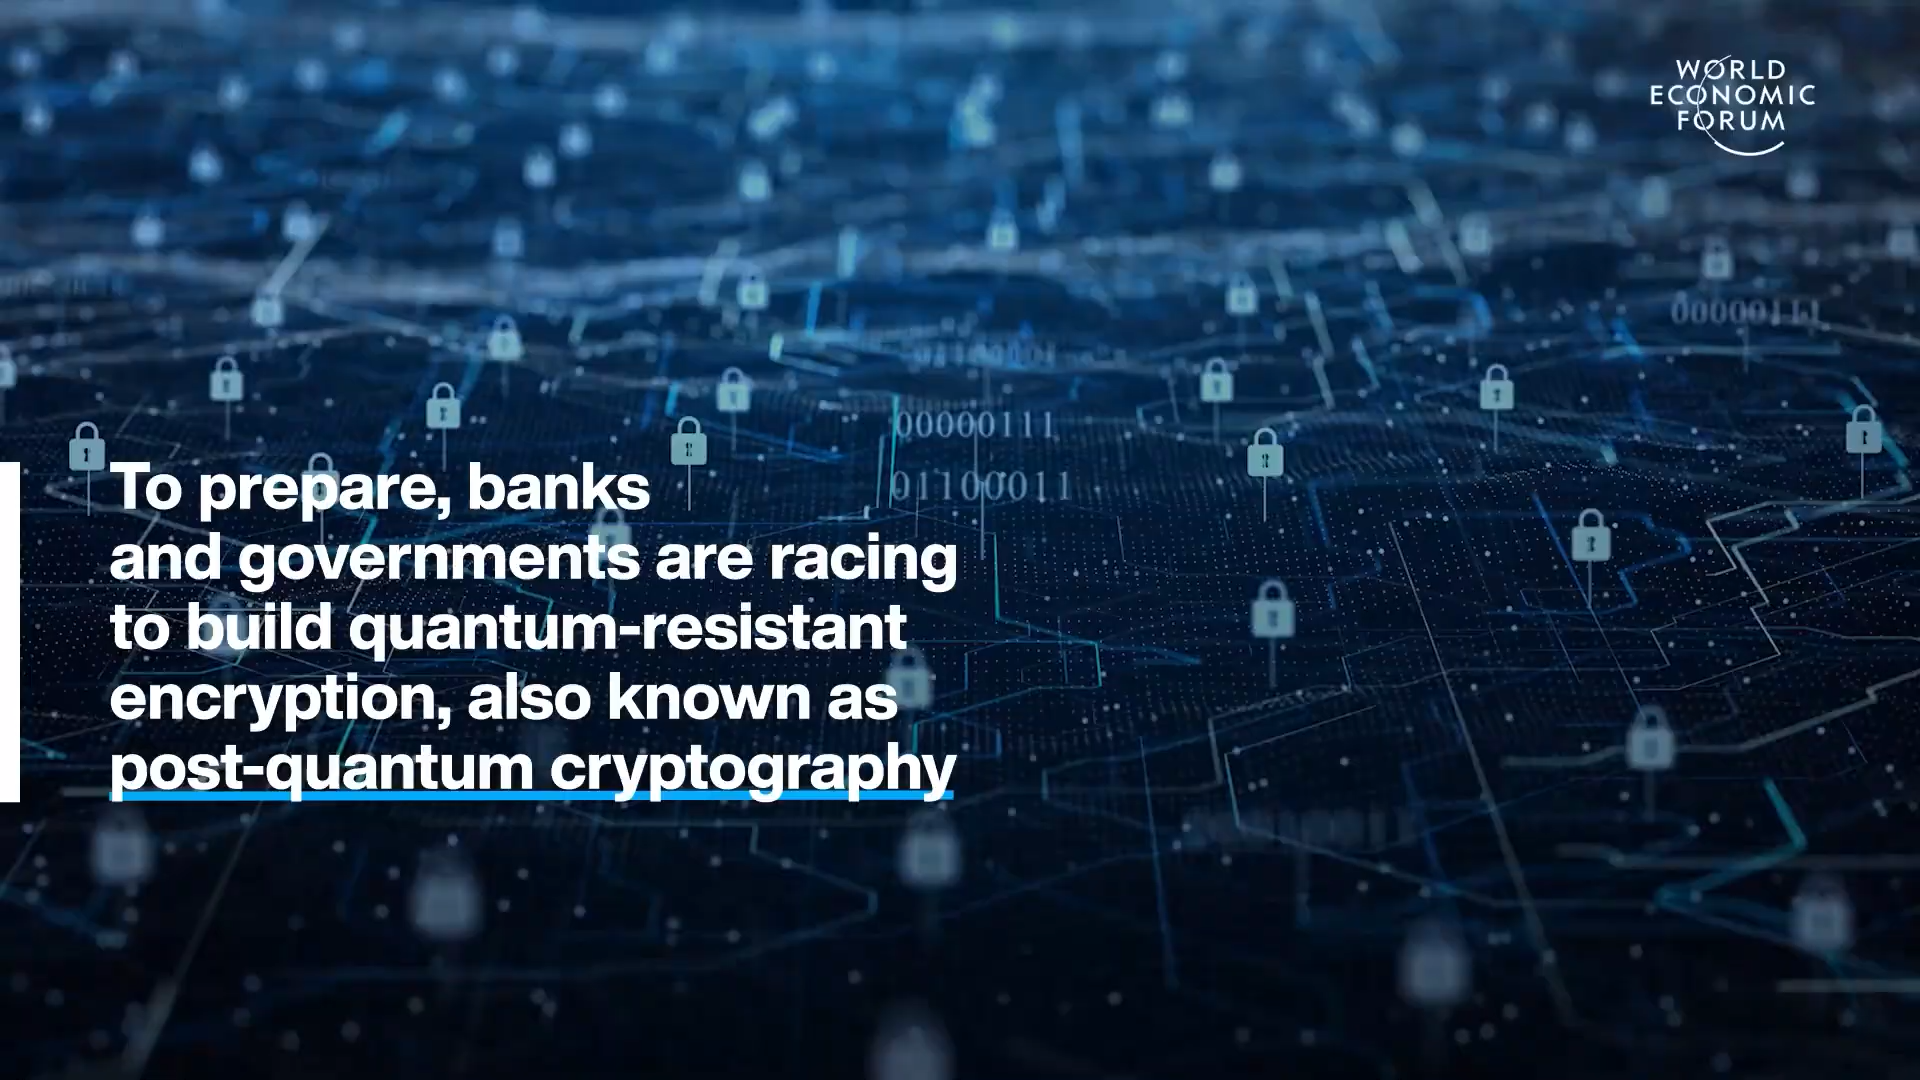 WORLD
ECONOMIC
FORUM
00000111
00000111
01100011
To prepare, banks
and governments are racing
to build quantum-resistant
encryption, also known as
post-quantum cryptography